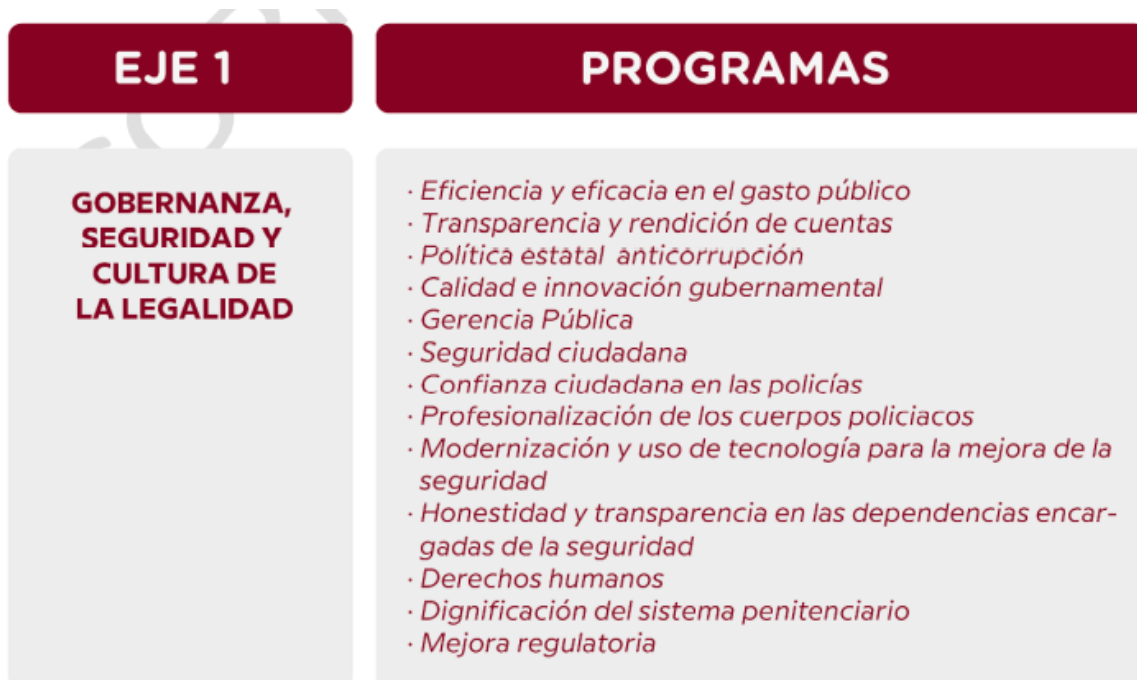 EJE 1
PROGRAMAS
GOBERNANZA,
SEGURIDAD Y
CULTURA DE
LA LEGALIDAD
· Eficiencia y eficacia en el gasto público
· Transparencia y rendición de cuentas
· Política estatal anticorrupción
· Calidad e innovación gubernamental
· Gerencia Pública
· Seguridad ciudadana
· Confianza ciudadana en las policías
· Profesionalización de los cuerpos policiacos
· Modernización y uso de tecnología para la mejora de la
seguridad
· Honestidad y transparencia en las dependencias encar-
gadas de la seguridad
· Derechos humanos
· Dignificación del sistema penitenciario
· Mejora regulatoria